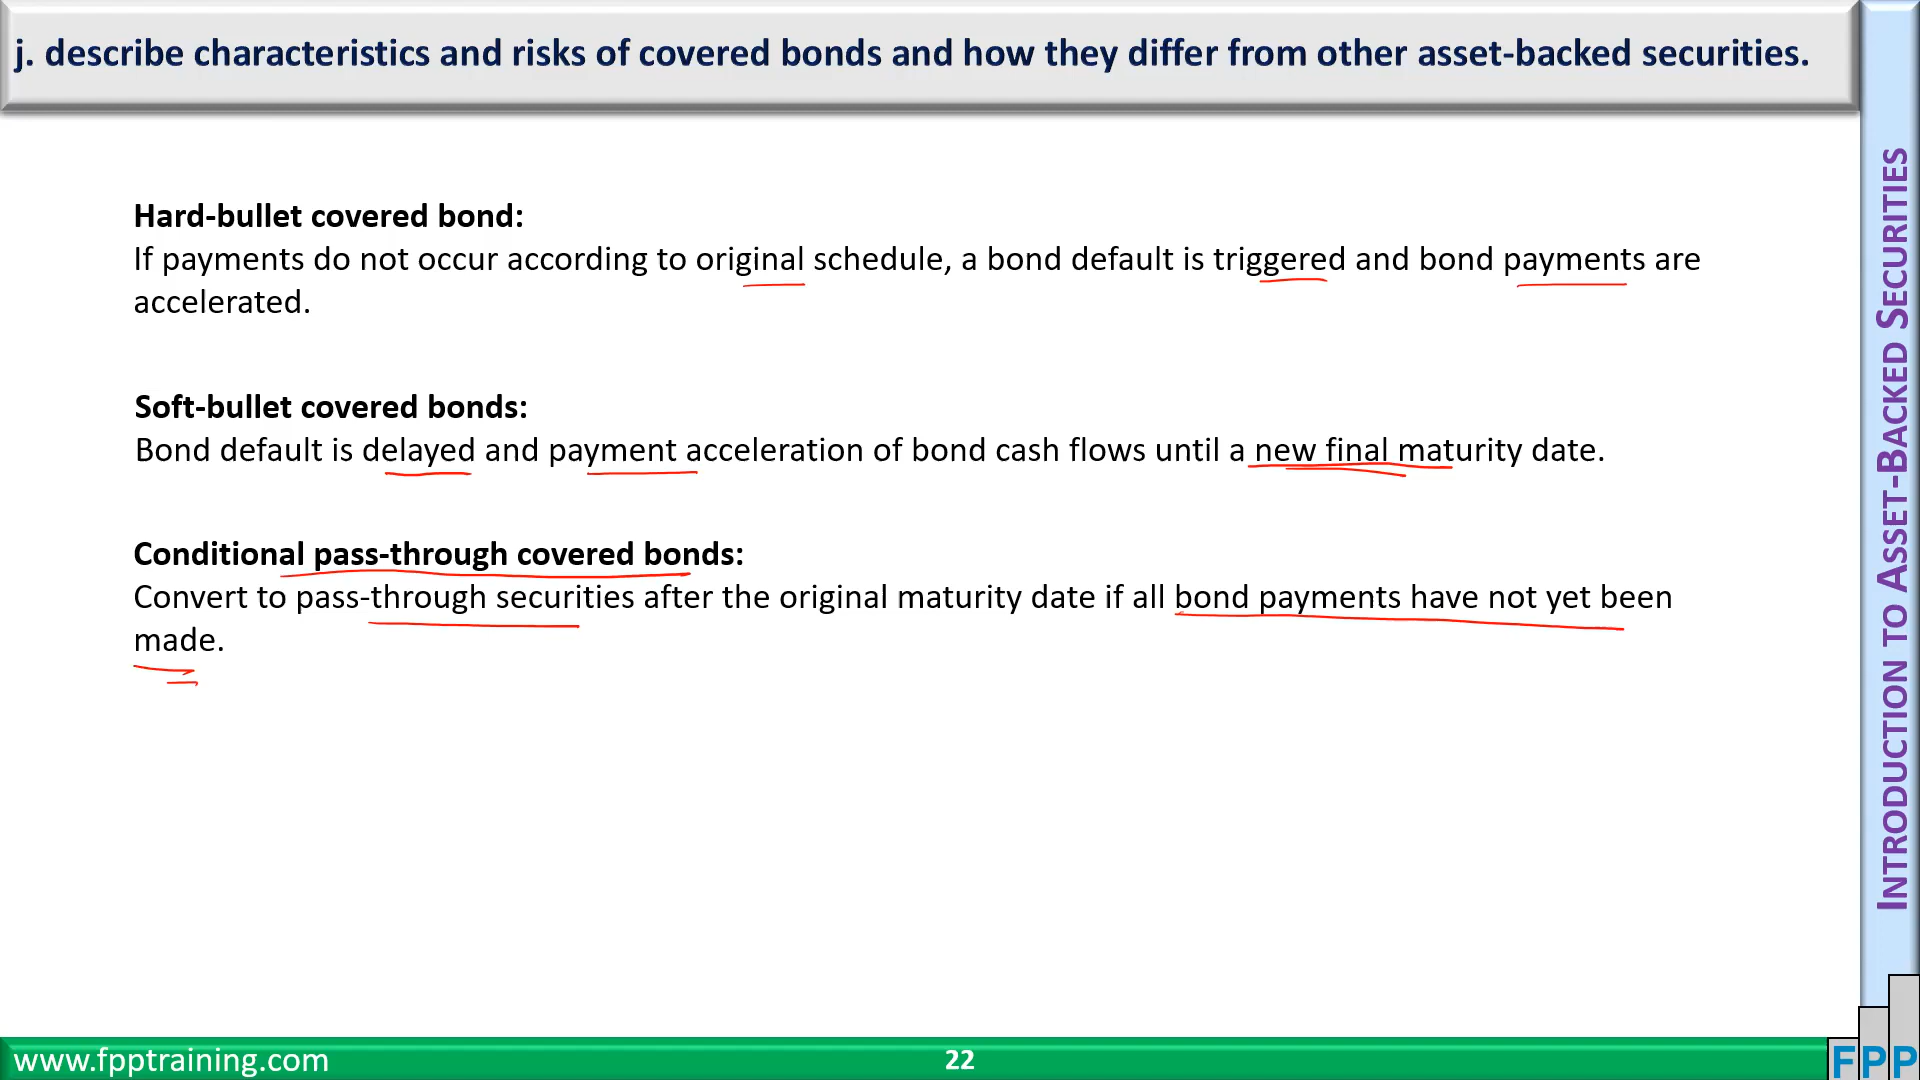 j. describe characteristics and risks of covered bonds and how they differ from other asset-backed securities.
Hard-bullet covered bond:
If payments do not occur according to original schedule, a bond default is triggered and bond payments are
accelerated.
Soft-bullet covered bonds:
Bond default is delayed and payment acceleration of bond cash flows until a new final maturity date.
Conditional pass-through covered bonds:
Convert to pass-through securities after the original maturity date if all bond payments have not yet been
made.
INTRODUCTION TO ASSET-BACKED SECURITIES
www.fpptraining.com
22
FPP